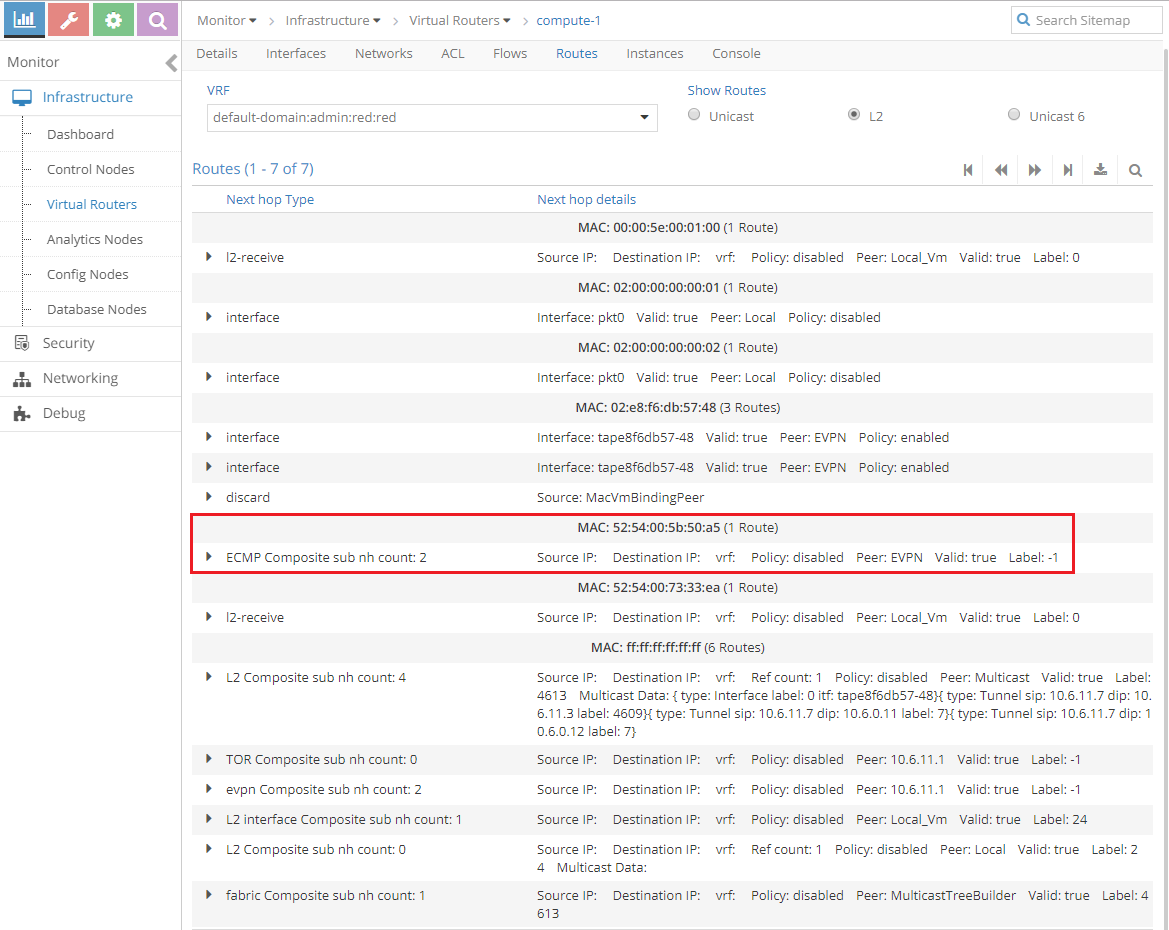 Monitor Infrastructure Virtual Routers compute-1
Search Sitemap
Monitor
Infrastructure
Dashboard
Control Nodes
Virtual Routers
Analytics Nodes
Config Nodes
Database Nodes
Security
Networking
Debug
Details Interfaces Networks ACL Flows Routes Instances Console
VRF
default-domain:admin:red:red
Show Routes
Unicast L2 Unicast 6
Routes (1 - 7 of 7)
Next hop Type Next hop details
MAC: 00:00:5e:00:01:00 (1 Route)
l2-receive Source IP: Destination IP: vrf: Policy: disabled Peer: Local_Vm Valid: true Label: 0
MAC: 02:00:00:00:00:01 (1 Route)
interface Interface: pkt0 Valid: true Peer: Local Policy: disabled
MAC: 02:00:00:00:00:02 (1 Route)
interface Interface: pkt0 Valid: true Peer: Local Policy: disabled
MAC: 02:e8:f6:db:57:48 (3 Routes)
interface Interface: tape8f6db57-48 Valid: true Peer: EVPN Policy: enabled
interface Interface: tape8f6db57-48 Valid: true Peer: EVPN Policy: enabled
discard Source: MacVmBindingPeer
MAC: 52:54:00:5b:50:a5 (1 Route)
ECMP Composite sub nh count: 2 Source IP: Destination IP: vrf: Policy: disabled Peer: EVPN Valid: true Label: -1
MAC: 52:54:00:73:33:ea (1 Route)
l2-receive Source IP: Destination IP: vrf: Policy: disabled Peer: Local_Vm Valid: true Label: 0
MAC: ff:ff:ff:ff:ff:ff (6 Routes)
L2 Composite sub nh count: 4 Source IP: Destination IP: vrf: Ref count: 1 Policy: disabled Peer: Multicast Valid: true Label:
4613 Multicast Data: { type: Interface label: 0 itf: tape8f6db57-48}{ type: Tunnel sip: 10.6.11.7 dip: 10.
6.11.3 label: 4609}{ type: Tunnel sip: 10.6.11.7 dip: 10.6.0.11 label: 7}{ type: Tunnel sip: 10.6.11.7 dip: 1
0.6.0.12 label: 7}
TOR Composite sub nh count: 0 Source IP: Destination IP: vrf: Policy: disabled Peer: 10.6.11.1 Valid: true Label: -1
evpn Composite sub nh count: 2 Source IP: Destination IP: vrf: Policy: disabled Peer: 10.6.11.1 Valid: true Label: -1
L2 interface Composite sub nh count: 1 Source IP: Destination IP: vrf: Policy: disabled Peer: Local_Vm Valid: true Label: 24
L2 Composite sub nh count: 0 Source IP: Destination IP: vrf: Ref count: 1 Policy: disabled Peer: Local Valid: true Label: 2
4 Multicast Data:
fabric Composite sub nh count: 1 Source IP: Destination IP: vrf: Policy: disabled Peer: MulticastTreeBuilder Valid: true Label: 4
613